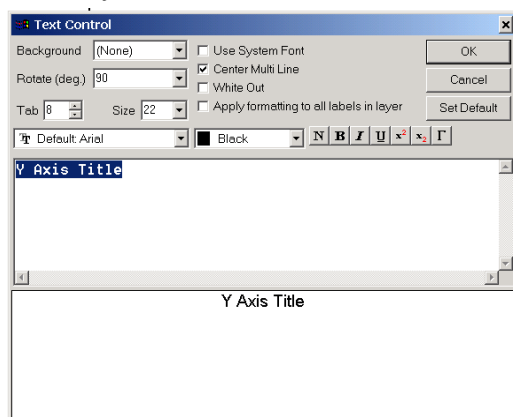 Text Control
Background (None) Use System Font OK
Center Multi Line
Rotate (deg.) 90 Cancel
White Out
Tab 8 Size 22 Apply formatting to all labels in layer Set Default
Default: Arial Black N B I U x² x₂ Γ
Y Axis Title
Y Axis Title